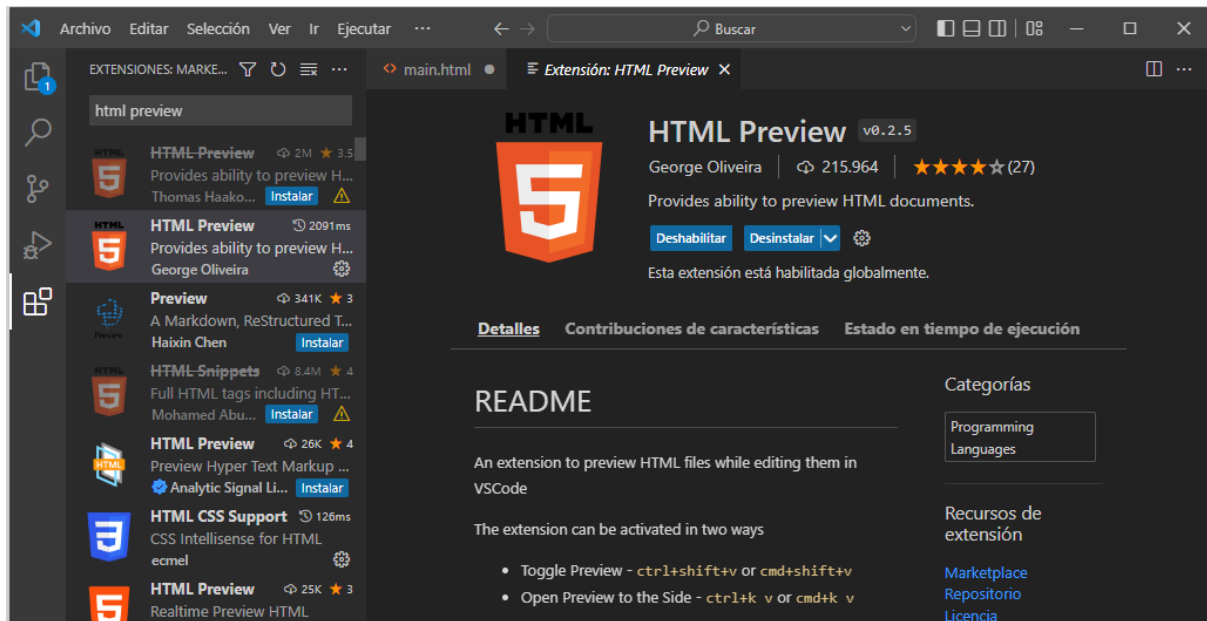 Archivo Editar Selección Ver Ir Ejecutar ··· Buscar
EXTENSIONES: MARKE...
html preview
HTML Preview 2M 3.5
Provides ability to preview H...
Thomas Haako... Instalar
HTML Preview 2091ms
Provides ability to preview H...
George Oliveira
Preview 341K 3
A Markdown, ReStructured T...
Haixin Chen Instalar
HTML Snippets 8.4M 4
Full HTML tags including HT...
Mohamed Abu... Instalar
HTML Preview 26K 4
Preview Hyper Text Markup ...
Analytic Signal Li... Instalar
HTML CSS Support 126ms
CSS Intellisense for HTML
ecmel
HTML Preview 25K 3
Realtime Preview HTML
main.html Extensión: HTML Preview
HTML
5
HTML Preview v0.2.5
George Oliveira 215.964 (27)
Provides ability to preview HTML documents.
Deshabilitar Desinstalar
Esta extensión está habilitada globalmente.
Detalles Contribuciones de características Estado en tiempo de ejecución
README
An extension to preview HTML files while editing them in
VSCode
The extension can be activated in two ways
• Toggle Preview - ctrl+shift+v or cmd+shift+v
• Open Preview to the Side - ctrl+k v or cmd+k v
Categorías
Programming
Languages
Recursos de
extensión
Marketplace
Repositorio
Licencia